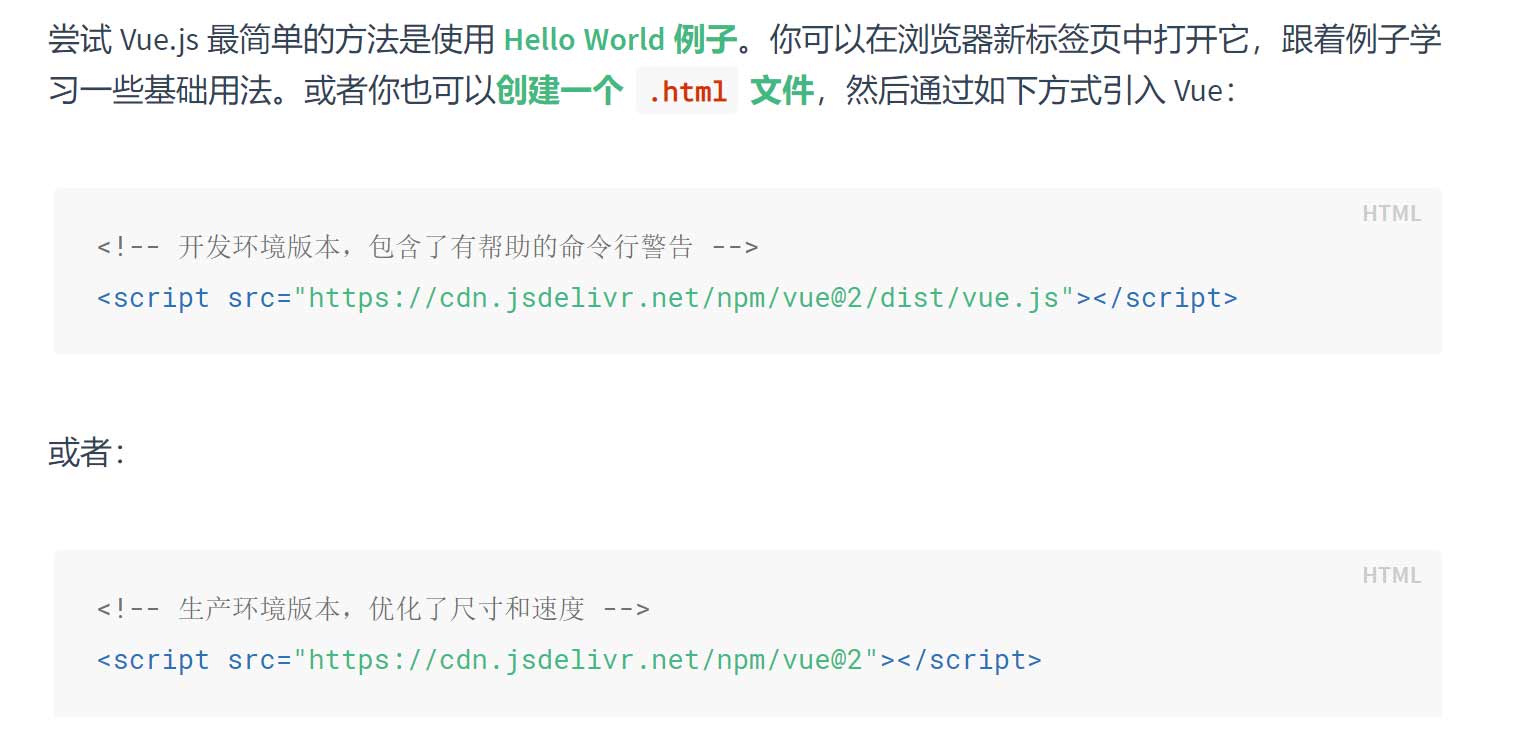 尝试 Vue.js 最简单的方法是使用 Hello World 例子。你可以在浏览器新标签页中打开它，跟着例子学
习一些基础用法。或者你也可以创建一个 .html 文件，然后通过如下方式引入 Vue：
HTML
<!-- 开发环境版本，包含了有帮助的命令行警告 -->
<script src="https://cdn.jsdelivr.net/npm/vue@2/dist/vue.js"></script>
或者：
HTML
<!-- 生产环境版本，优化了尺寸和速度 -->
<script src="https://cdn.jsdelivr.net/npm/vue@2"></script>